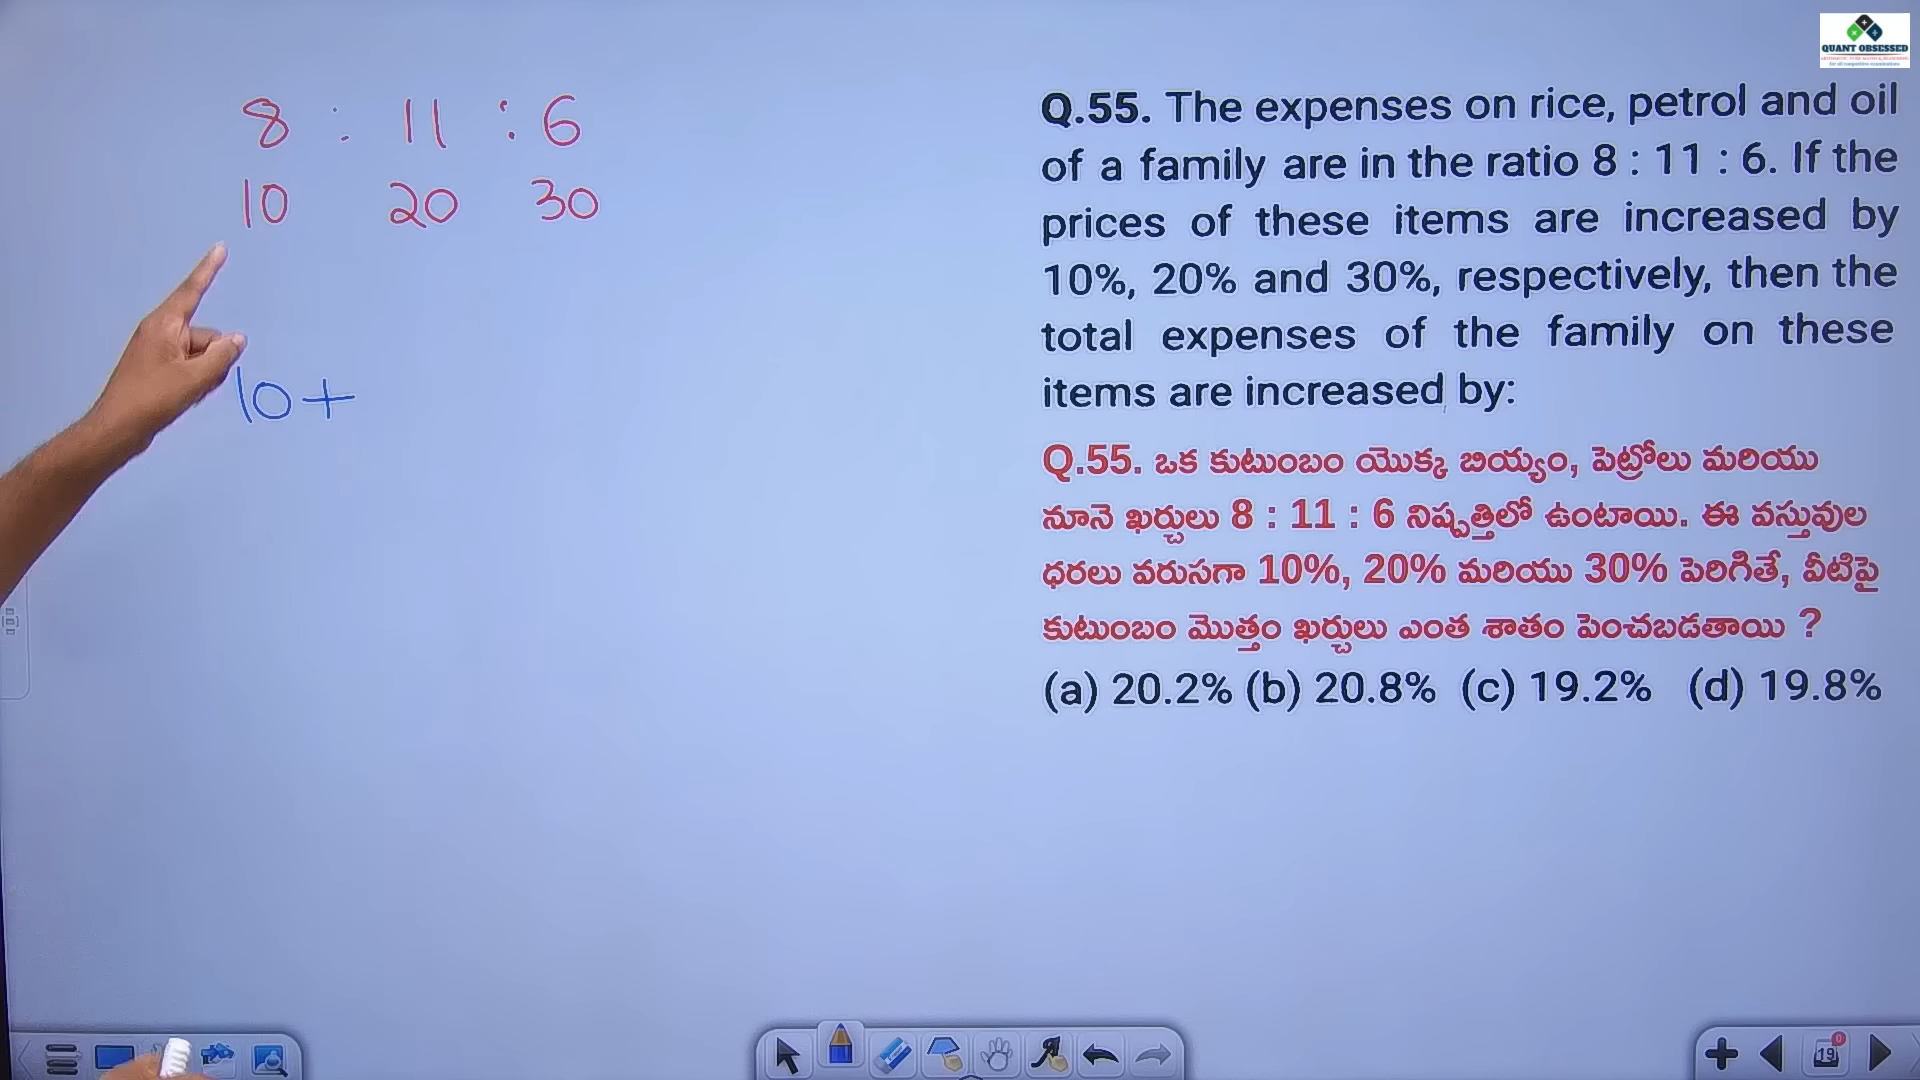 QUANT OBSESSED
8 : 11 : 6
10 20 30
10+
Q.55. The expenses on rice, petrol and oil
of a family are in the ratio 8 : 11 : 6. If the
prices of these items are increased by
10%, 20% and 30%, respectively, then the
total expenses of the family on these
items are increased by:
Q.55. ఒక కుటుంబం యొక్క బియ్యం, పెట్రోలు మరియు
నూనె ఖర్చులు 8 : 11 : 6 నిష్పత్తిలో ఉంటాయి. ఈ వస్తువుల
ధరలు వరుసగా 10%, 20% మరియు 30% పెరిగితే, వీటిపై
కుటుంబం మొత్తం ఖర్చులు ఎంత శాతం పెంచబడతాయి ?
(a) 20.2% (b) 20.8% (c) 19.2% (d) 19.8%
19
0